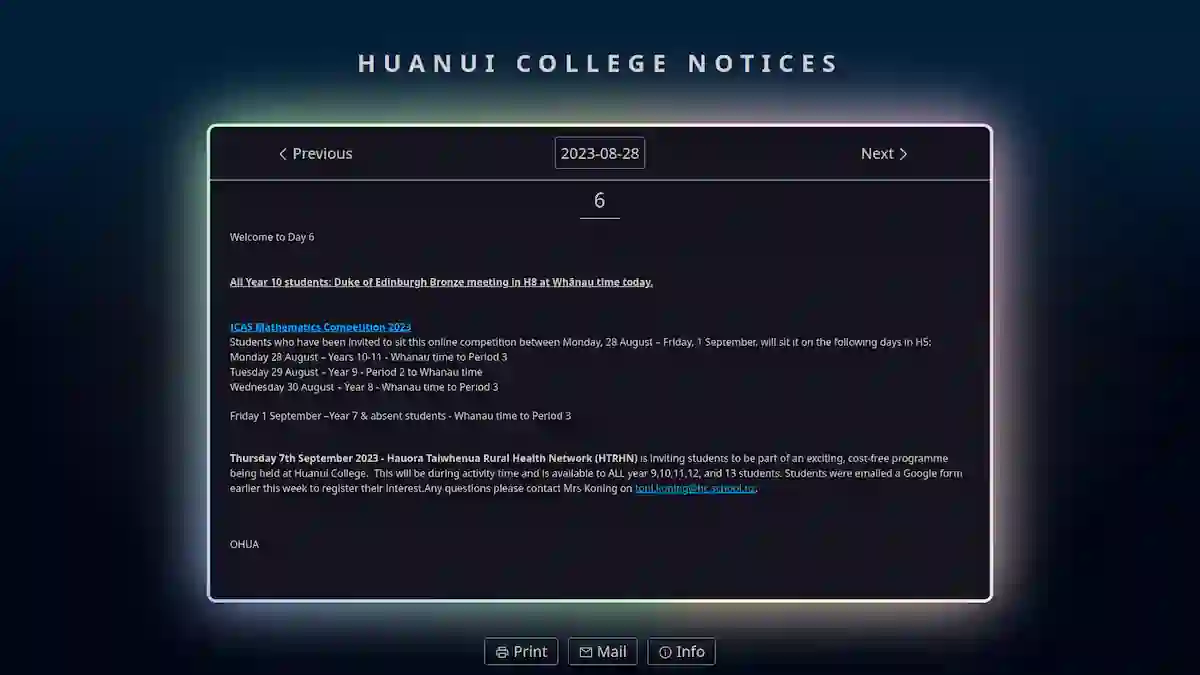 HUANUI COLLEGE NOTICES
Previous
2023-08-28
Next
6
Welcome to Day 6
All Year 10 students: Duke of Edinburgh Bronze meeting in H8 at Whānau time today.
ICAS Mathematics Competition 2023
Students who have been invited to sit this online competition between Monday, 28 August – Friday, 1 September, will sit it on the following days in H5:
Monday 28 August – Years 10-11 - Whanau time to Period 3
Tuesday 29 August – Year 9 - Period 2 to Whanau time
Wednesday 30 August – Year 8 - Whanau time to Period 3
Friday 1 September –Year 7 & absent students - Whanau time to Period 3
Thursday 7th September 2023 - Hauora Taiwhenua Rural Health Network (HTRHN) is inviting students to be part of an exciting, cost-free programme
being held at Huanui College. This will be during activity time and is available to ALL year 9,10,11,12, and 13 students. Students were emailed a Google form
earlier this week to register their interest.Any questions please contact Mrs Koning on toni.koning@hc.school.nz.
OHUA
Print
Mail
Info